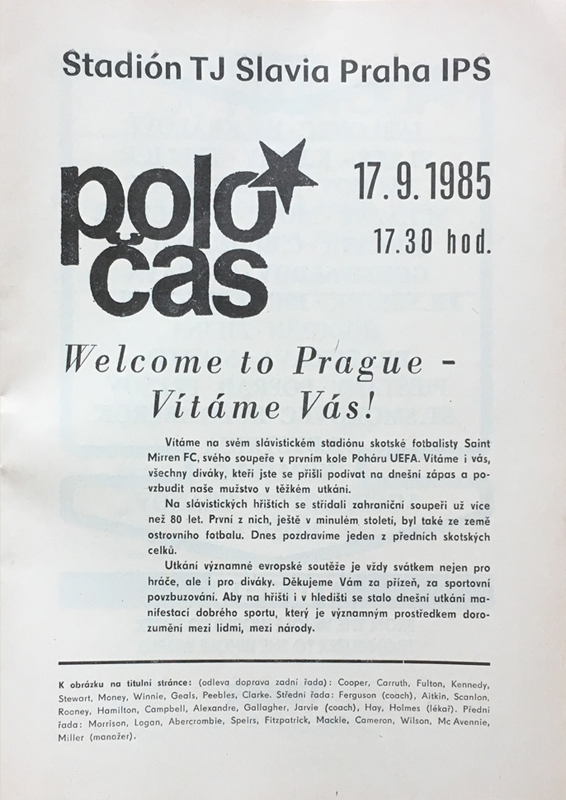 Stadión TJ Slavia Praha IPS
polo
čas
17.9.1985
17.30 hod.
Welcome to Prague -
Vítáme Vás!
Vítáme na svém slávistickém stadiónu skotské fotbalisty Saint
Mirren FC, svého soupeře v prvním kole Poháru UEFA. Vítáme i vás,
všechny diváky, kteří jste se přišli podívat na dnešní zápas a po-
vzbudit naše mužstvo v těžkém utkání.
Na slávistických hřištích se střídali zahraniční soupeři už více
než 80 let. První z nich, ještě v minulém století, byl také ze země
ostrovního fotbalu. Dnes pozdravíme jeden z předních skotských
celků.
Utkání významné evropské soutěže je vždy svátkem nejen pro
hráče, ale i pro diváky. Děkujeme Vám za přízeň, za sportovní
povzbuzování. Aby na hřišti i v hledišti se stalo dnešní utkání ma-
nifestací dobrého sportu, který je významným prostředkem doro-
zumění mezi lidmi, mezi národy.
K obrázku na titulní stránce: (odleva doprava zadní řada): Cooper, Carruth, Fulton, Kennedy,
Stewart, Money, Winnie, Geals, Peebles, Clarke. Střední řada: Ferguson (coach), Aitkin, Scanlon,
Rooney, Hamilton, Campbell, Alexandre, Gallagher, Jarvie (coach), Hay, Holmes (lékař). Přední
řada: Morrison, Logan, Abercrombie, Speirs, Fitzpatrick, Mackie, Cameron, Wilson, Mc Avennie,
Miller (manažer).